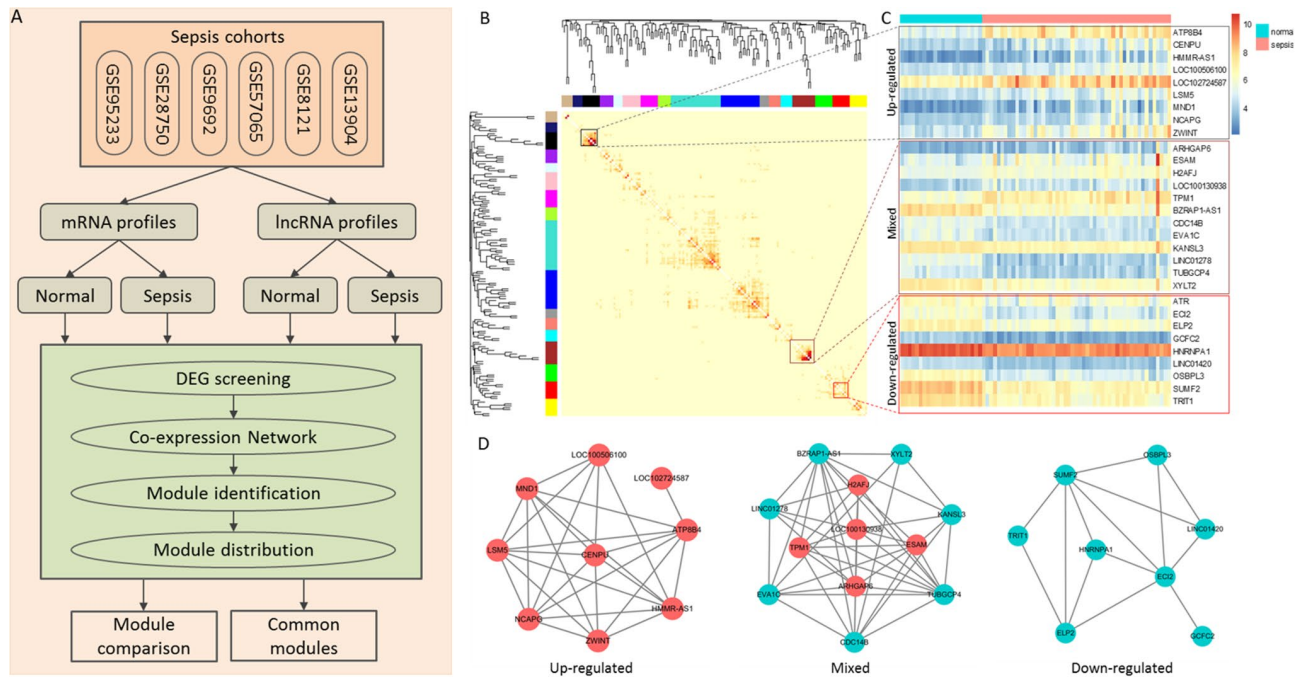 A
Sepsis cohorts
GSE95233
GSE28750
GSE9692
GSE57065
GSE8121
GSE13904
mRNA profiles
lncRNA profiles
Normal
Sepsis
Normal
Sepsis
DEG screening
Co-expression Network
Module identification
Module distribution
Module comparison
Common modules
B
C
Up-regulated
ATP8B4
CENPU
HMMR-AS1
LOC100506100
LOC102724587
LSM5
MND1
NCAPG
ZWINT
Mixed
ARHGAP6
ESAM
H2AFJ
LOC100130938
TPM1
BZRAP1-AS1
CDC14B
EVA1C
KANSL3
LINC01278
TUBGCP4
XYLT2
Down-regulated
ATR
ECI2
ELP2
GCFC2
HNRNPA1
LINC01420
OSBPL3
SUMF2
TRIT1
10
8
6
4
2
norma
sepsis
D
LOC100506100
LOC102724587
MND1
ATP8B4
LSM5
CENPU
HMMR-AS1
NCAPG
ZWINT
Up-regulated
BZRAP1-AS1
XYLT2
H2AFJ
LINC01278
KANSL3
LOC100130938
TPM1
ESAM
ARHGAP6
EVA1C
TUBGCP4
CDC14B
Mixed
OSBPL3
SUMF2
LINC01420
TRIT1
HNRNPA1
ECI2
ELP2
GCFC2
Down-regulated